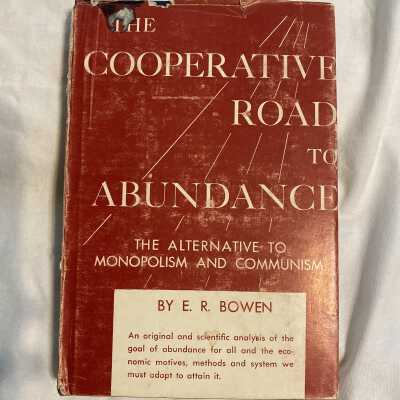 THE
COOPERATIVE
ROAD
TO
ABUNDANCE
THE ALTERNATIVE TO
MONOPOLISM AND COMMUNISM
BY E. R. BOWEN
An original and scientific analysis of the
goal of abundance for all and the eco-
nomic motives, methods and system we
must adopt to attain it.